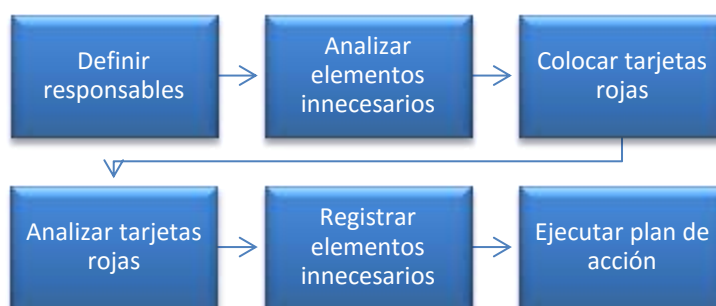 Definir
responsables
Analizar
elementos
innecesarios
Colocar tarjetas
rojas
Analizar tarjetas
rojas
Registrar
elementos
innecesarios
Ejecutar plan de
acción